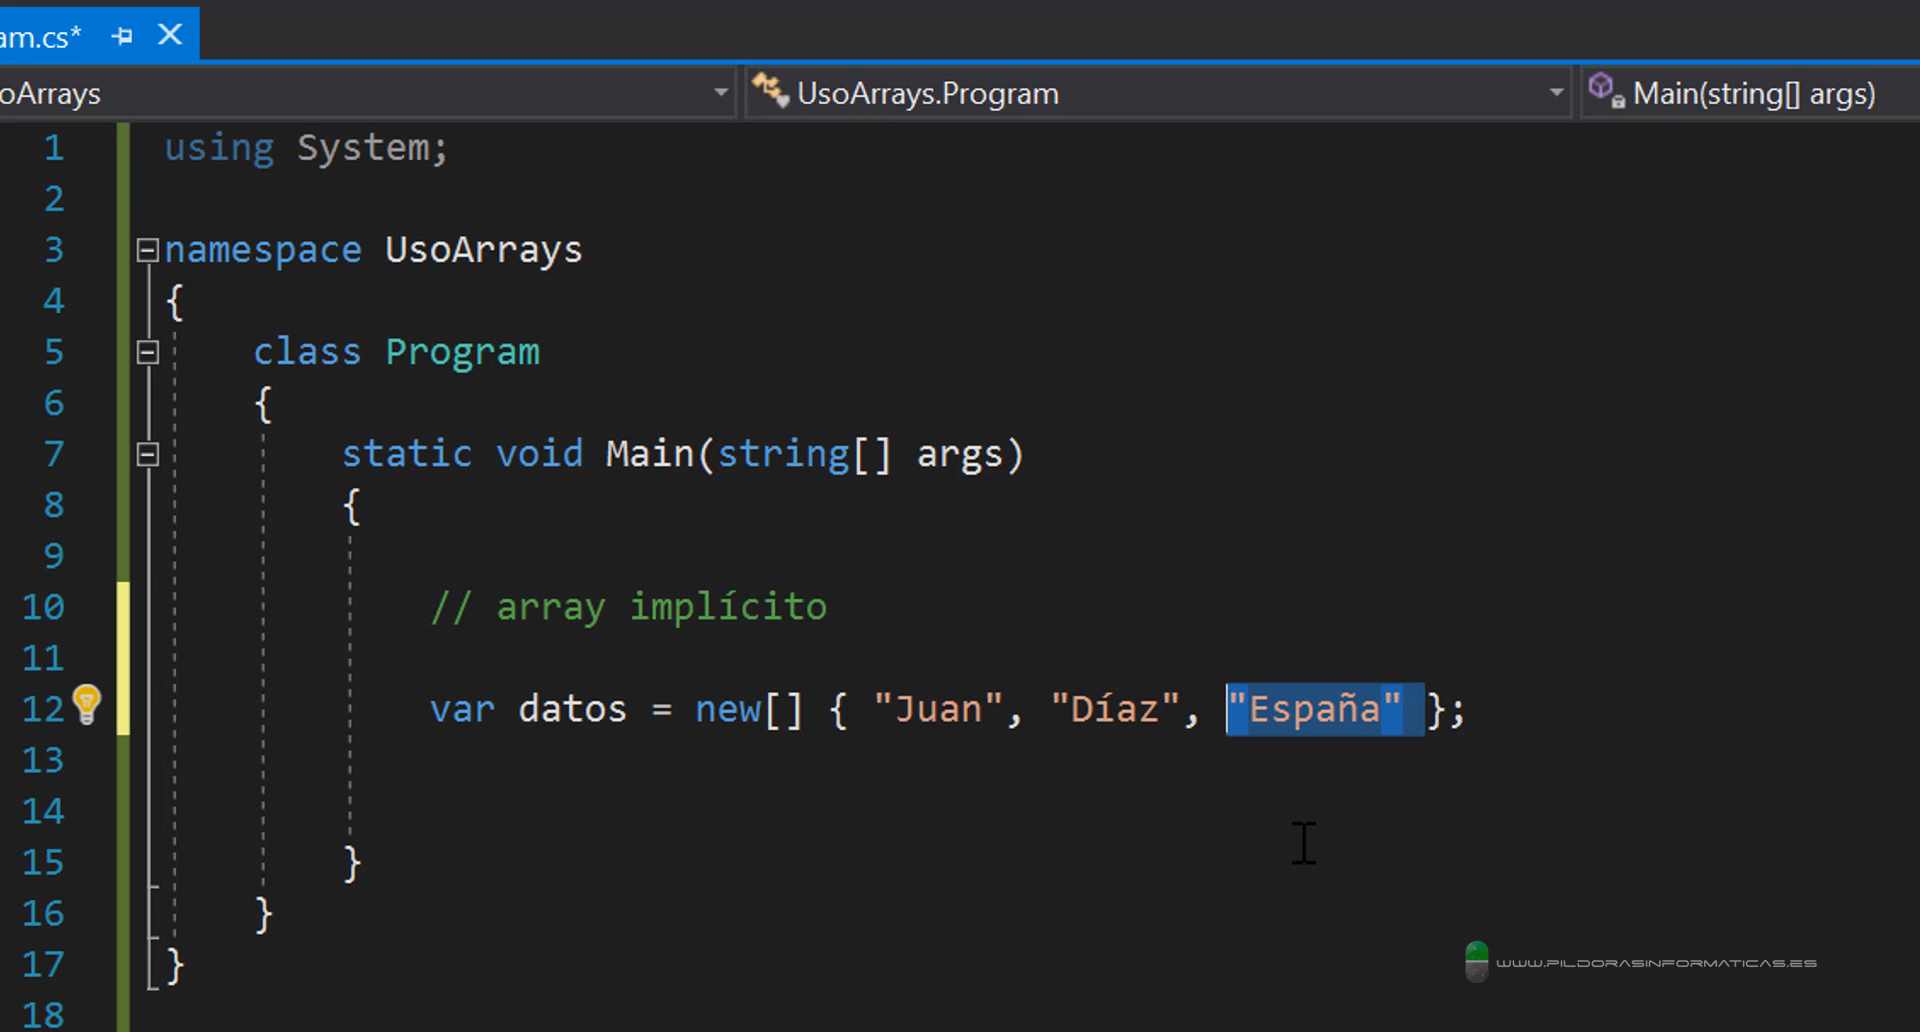 am.cs*
oArrays UsoArrays.Program Main(string[] args)
1 using System;
2
3 namespace UsoArrays
4 {
5 class Program
6 {
7 static void Main(string[] args)
8 {
9
10 // array implícito
11
12 var datos = new[] { "Juan", "Díaz", "España" };
13
14
15 }
16 }
17 }
18
WWW.PILDORASINFORMATICAS.ES